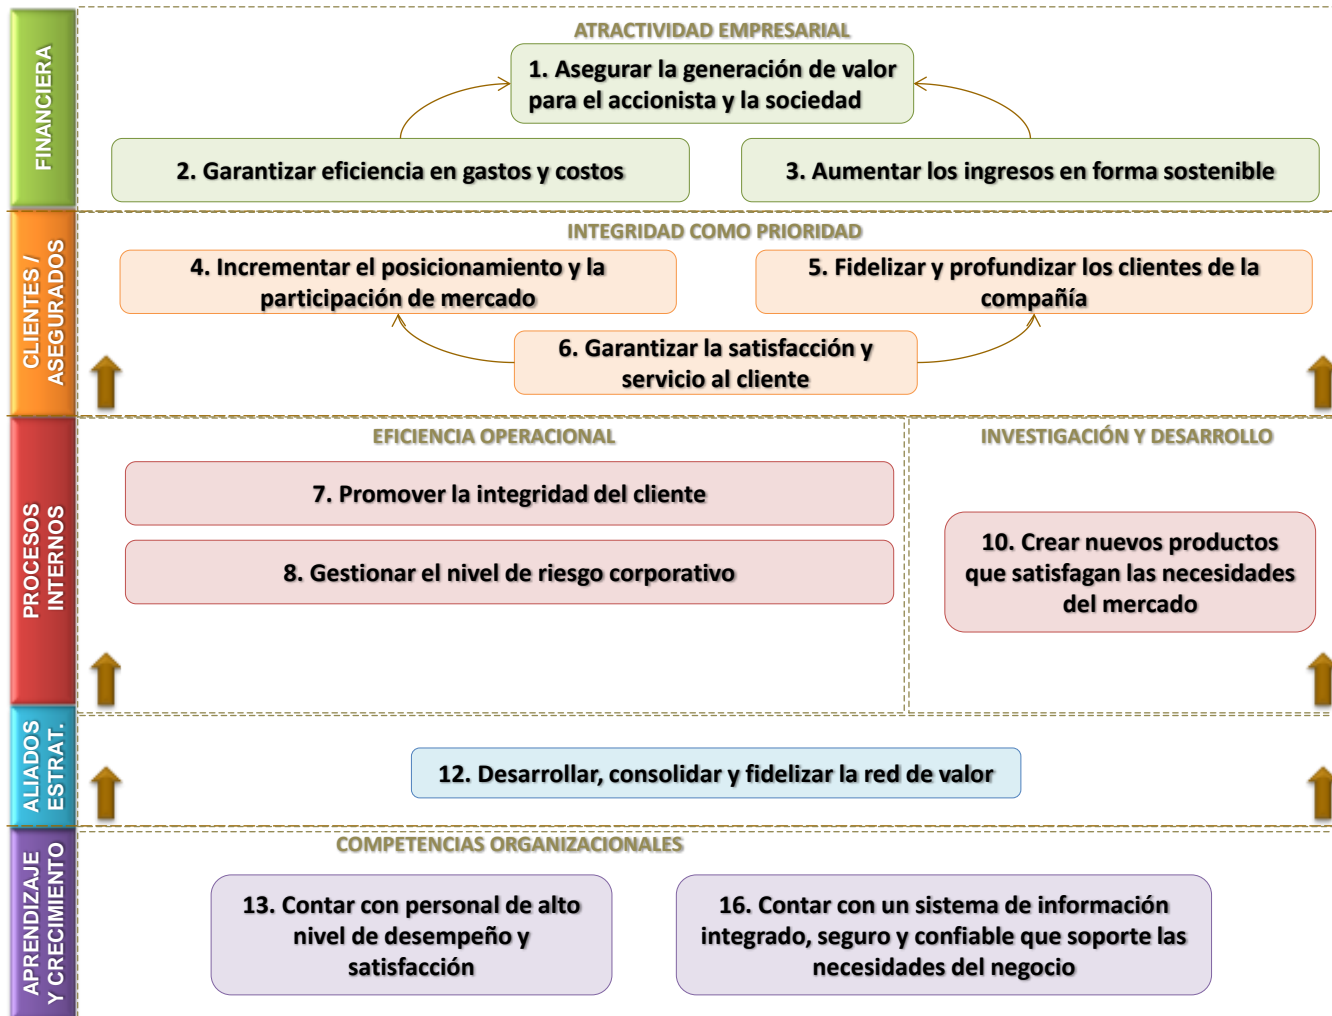 FINANCIERA
ATRACTIVIDAD EMPRESARIAL
1. Asegurar la generación de valor
para el accionista y la sociedad
2. Garantizar eficiencia en gastos y costos
3. Aumentar los ingresos en forma sostenible
CLIENTES /
ASEGURADOS
INTEGRIDAD COMO PRIORIDAD
4. Incrementar el posicionamiento y la
participación de mercado
5. Fidelizar y profundizar los clientes de la
compañía
6. Garantizar la satisfacción y
servicio al cliente
PROCESOS
INTERNOS
EFICIENCIA OPERACIONAL
7. Promover la integridad del cliente
8. Gestionar el nivel de riesgo corporativo
INVESTIGACIÓN Y DESARROLLO
10. Crear nuevos productos
que satisfagan las necesidades
del mercado
ALIADOS
ESTRAT.
12. Desarrollar, consolidar y fidelizar la red de valor
APRENDIZAJE
Y CRECIMIENTO
COMPETENCIAS ORGANIZACIONALES
13. Contar con personal de alto
nivel de desempeño y
satisfacción
16. Contar con un sistema de información
integrado, seguro y confiable que soporte las
necesidades del negocio